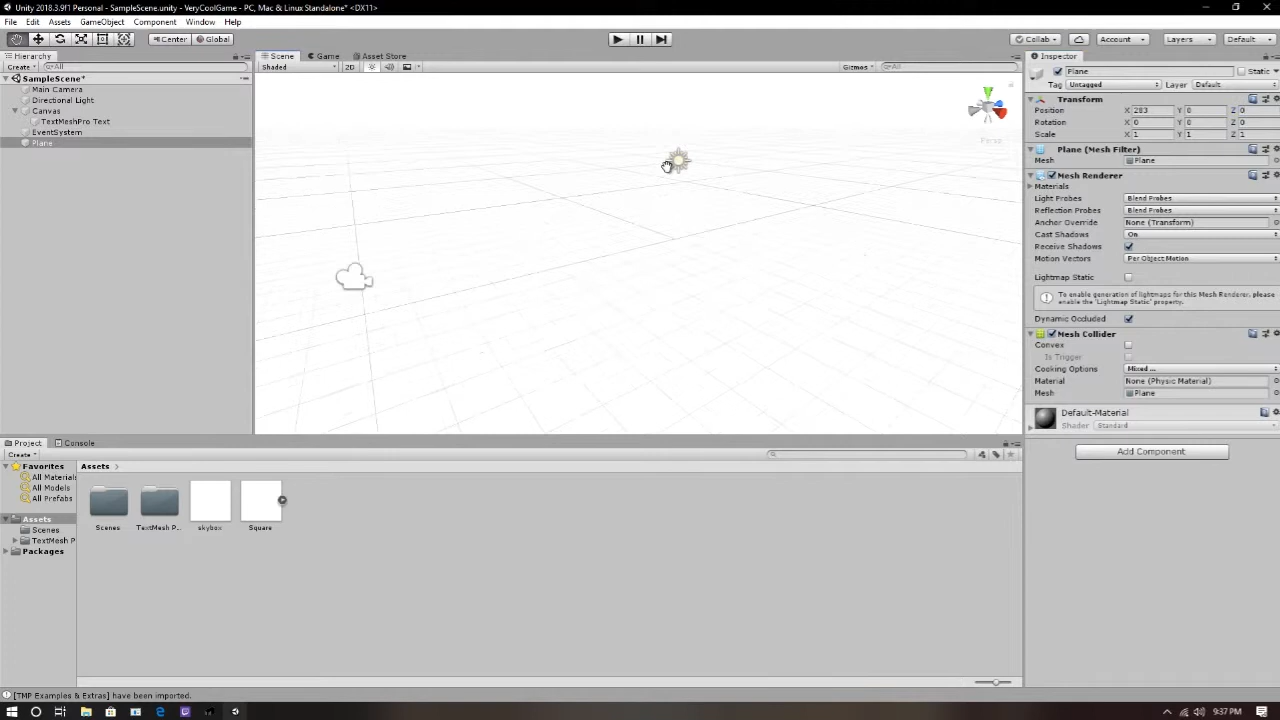 Unity 2018.3.9f1 Personal - SampleScene.unity - VeryCoolGame - PC, Mac & Linux Standalone* <DX11>
File Edit Assets GameObject Component Window Help
Center Global Collab Account Layers Default
Hierarchy
Create All
SampleScene*
Main Camera
Directional Light
Canvas
TextMeshPro Text
EventSystem
Plane
Scene Game Asset Store
Shaded 2D Gizmos All
Persp
Inspector
Plane Static
Tag Untagged Layer Default
Transform
Position X 283 Y 0 Z 0
Rotation X 0 Y 0 Z 0
Scale X 1 Y 1 Z 1
Plane (Mesh Filter)
Mesh Plane
Mesh Renderer
Materials
Light Probes Blend Probes
Reflection Probes Blend Probes
Anchor Override None (Transform)
Cast Shadows On
Receive Shadows
Motion Vectors Per Object Motion
Lightmap Static
To enable generation of lightmaps for this Mesh Renderer, please
enable the 'Lightmap Static' property.
Dynamic Occluded
Mesh Collider
Convex
Is Trigger
Cooking Options Mixed ...
Material None (Physic Material)
Mesh Plane
Default-Material
Shader Standard
Add Component
Project Console
Create
Favorites
All Materials
All Models
All Prefabs
Assets
Scenes
TextMesh P
Packages
Assets
Scenes TextMesh P... skybox Square
[TMP Examples & Extras] have been imported.
9:37 PM